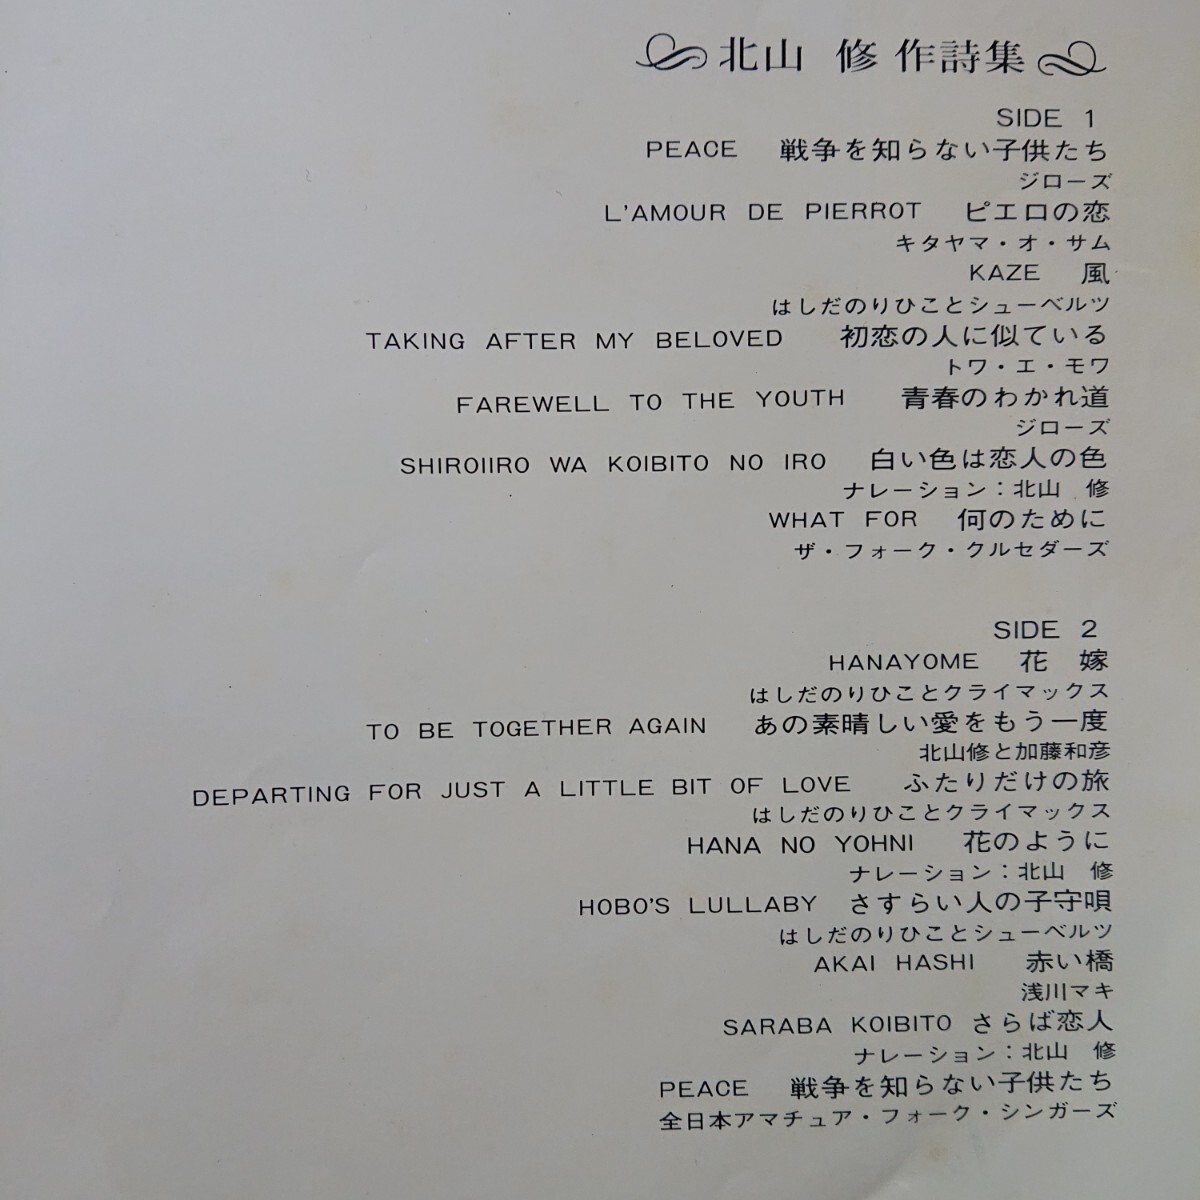 北山 修 作詩集
SIDE 1
PEACE 戦争を知らない子供たち
ジローズ
L'AMOUR DE PIERROT ピエロの恋
キタヤマ・オ・サム
KAZE 風
はしだのりひことシューベルツ
TAKING AFTER MY BELOVED 初恋の人に似ている
トワ・エ・モワ
FAREWELL TO THE YOUTH 青春のわかれ道
ジローズ
SHIROIIRO WA KOIBITO NO IRO 白い色は恋人の色
ナレーション：北山 修
WHAT FOR 何のために
ザ・フォーク・クルセダーズ
SIDE 2
HANAYOME 花 嫁
はしだのりひことクライマックス
TO BE TOGETHER AGAIN あの素晴しい愛をもう一度
北山修と加藤和彦
DEPARTING FOR JUST A LITTLE BIT OF LOVE ふたりだけの旅
はしだのりひことクライマックス
HANA NO YOHNI 花のように
ナレーション：北山 修
HOBO'S LULLABY さすらい人の子守唄
はしだのりひことシューベルツ
AKAI HASHI 赤い橋
浅川マキ
SARABA KOIBITO さらば恋人
ナレーション：北山 修
PEACE 戦争を知らない子供たち
全日本アマチュア・フォーク・シンガーズ